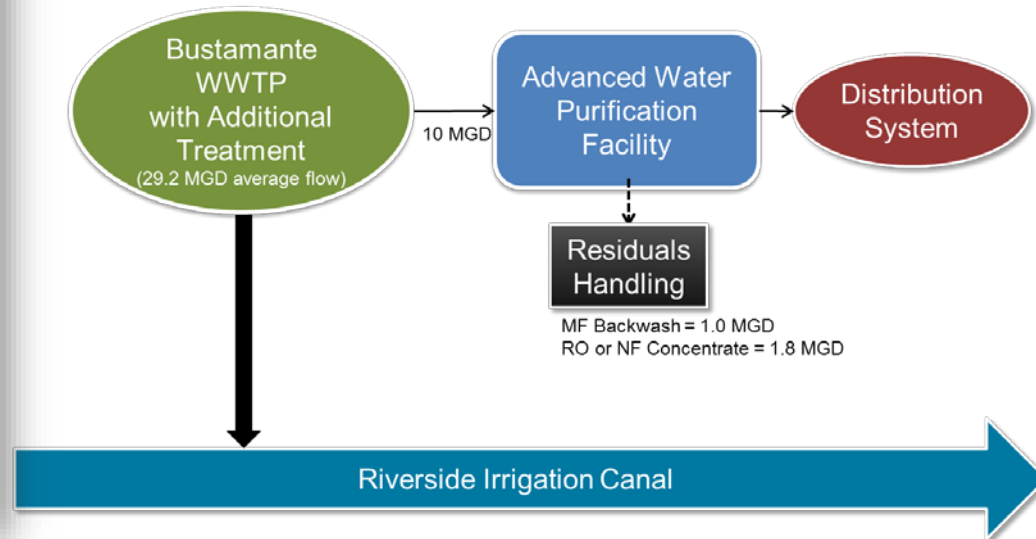 Bustamante
WWTP
with Additional
Treatment
(29.2 MGD average flow)
10 MGD
Advanced Water
Purification
Facility
Distribution
System
Residuals
Handling
MF Backwash = 1.0 MGD
RO or NF Concentrate = 1.8 MGD
Riverside Irrigation Canal